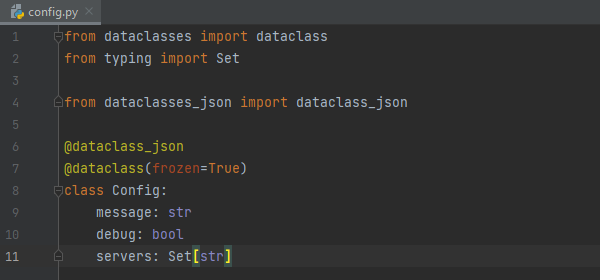 config.py
1 from dataclasses import dataclass
2 from typing import Set
3
4 from dataclasses_json import dataclass_json
5
6 @dataclass_json
7 @dataclass(frozen=True)
8 class Config:
9     message: str
10     debug: bool
11     servers: Set[str]